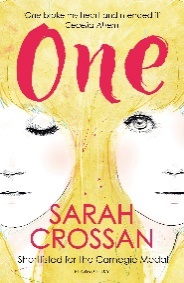 One broke my heart and mended it
Cecelia Ahern
One
SARAH
CROSSAN
Shortlisted for the Carnegie Medal